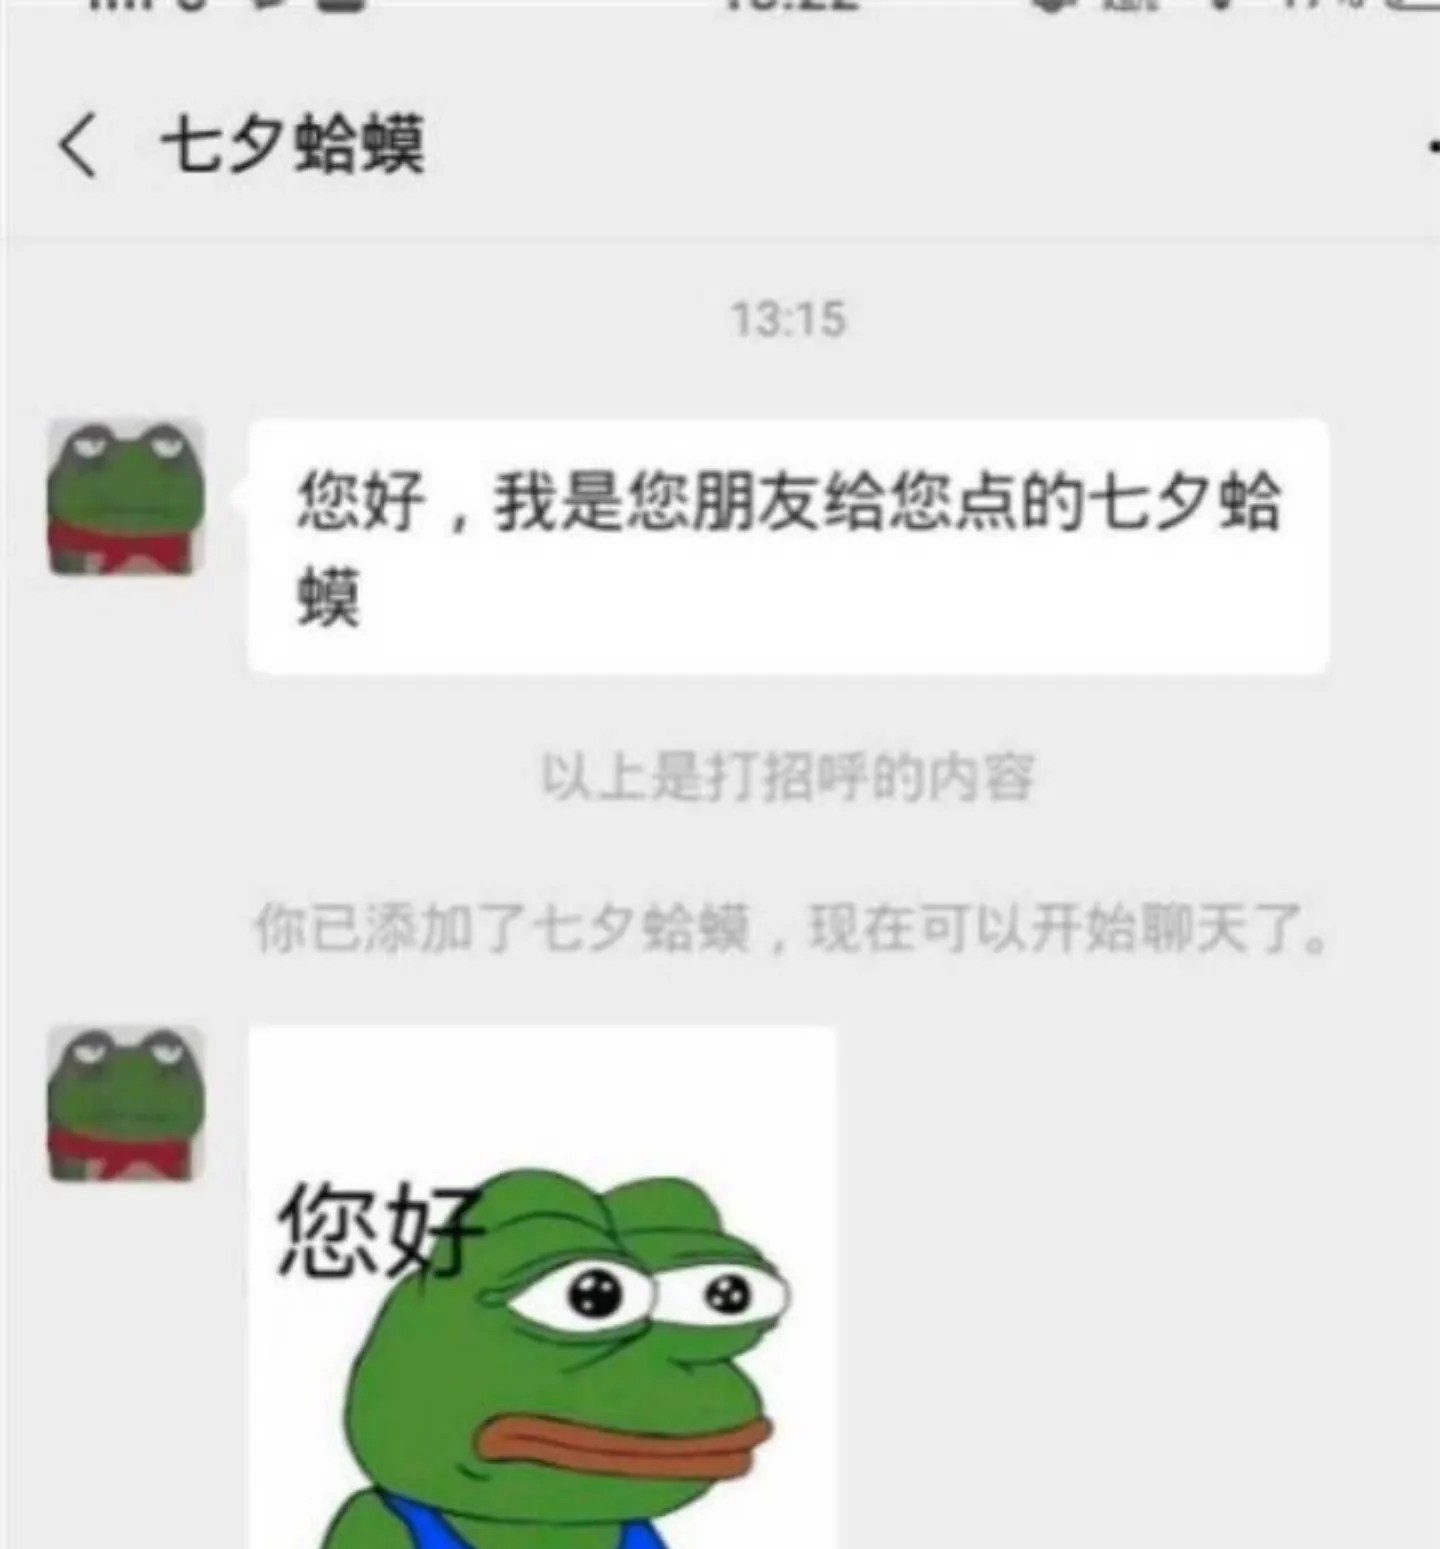 七夕蛤蟆
13:15
您好，我是您朋友给您点的七夕蛤
蟆
以上是打招呼的内容
你已添加了七夕蛤蟆，现在可以开始聊天了。
您好